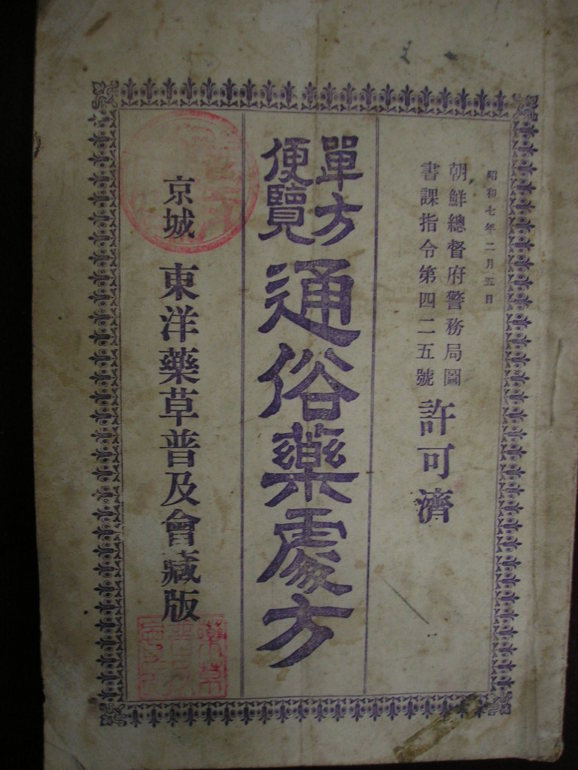 昭和七年二月五日
朝鮮總督府警務局圖
書課指令第四二五號
許可濟
單方
便覽
通俗藥處方
京城 東洋藥草普及會藏版